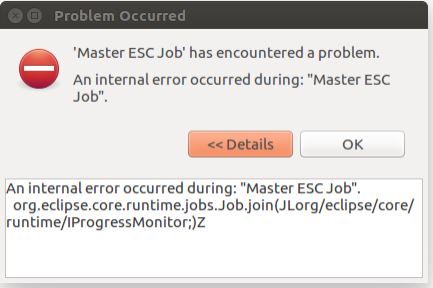 Problem Occurred
'Master ESC Job' has encountered a problem.
An internal error occurred during: "Master ESC
Job".
<< Details
OK
An internal error occurred during: "Master ESC Job".
org.eclipse.core.runtime.jobs.Job.join(JLorg/eclipse/core/
runtime/IProgressMonitor;)Z